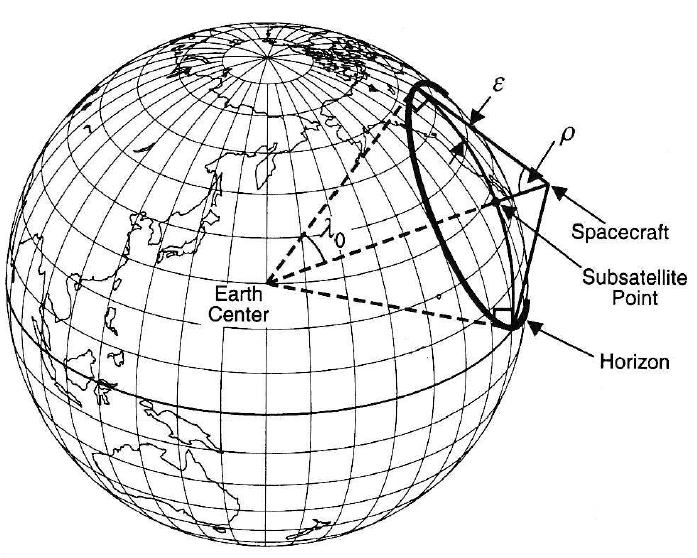 ε
ρ
λ0
Spacecraft
Subsatellite
Point
Earth
Center
Horizon